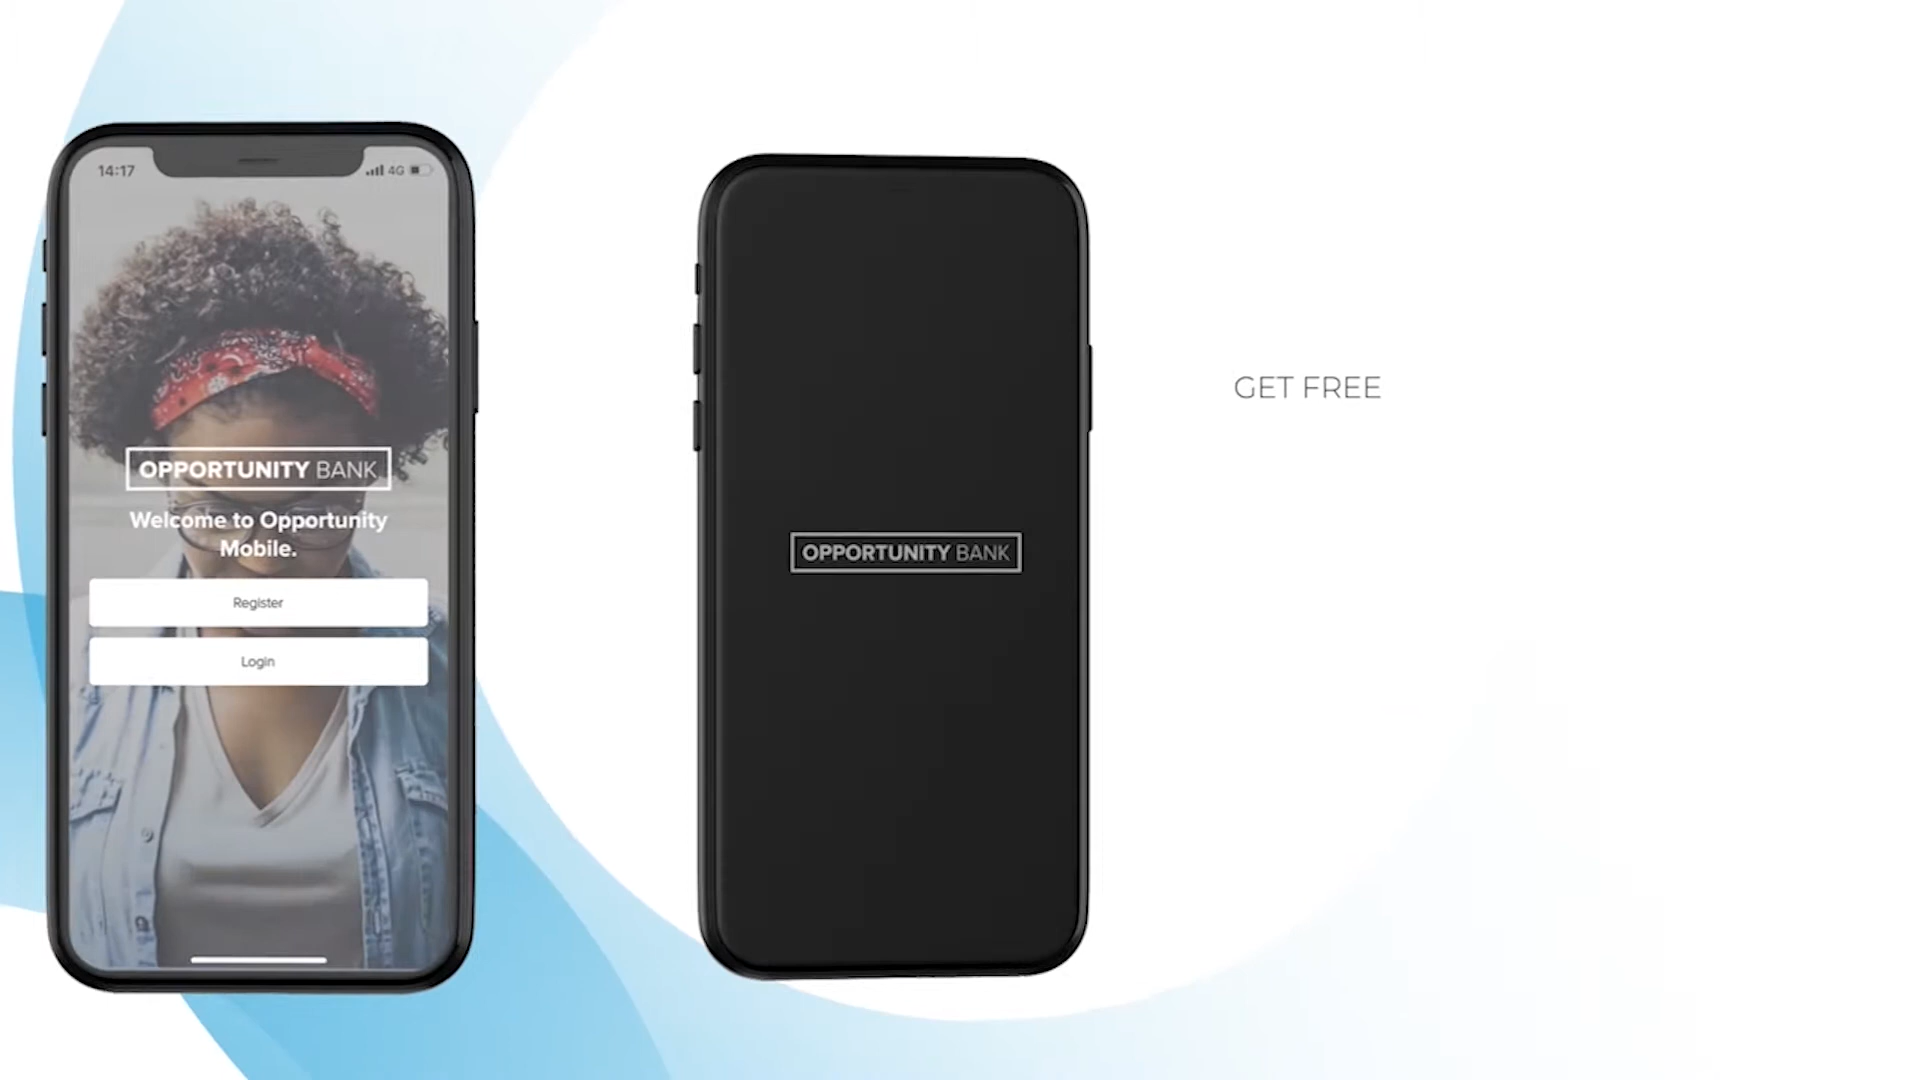 14:17
4G
OPPORTUNITY BANK
Welcome to Opportunity
Mobile.
Register
Login
OPPORTUNITY BANK
GET FREE